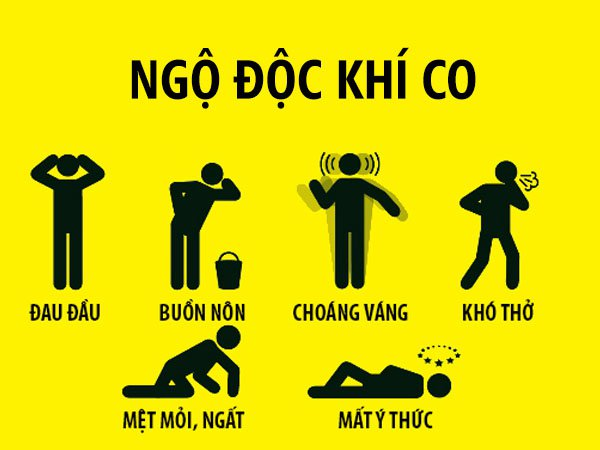 NGỘ ĐỘC KHÍ CO
ĐAU ĐẦU
BUỒN NÔN
CHOÁNG VÁNG
KHÓ THỞ
MỆT MỎI, NGẤT
MẤT Ý THỨC